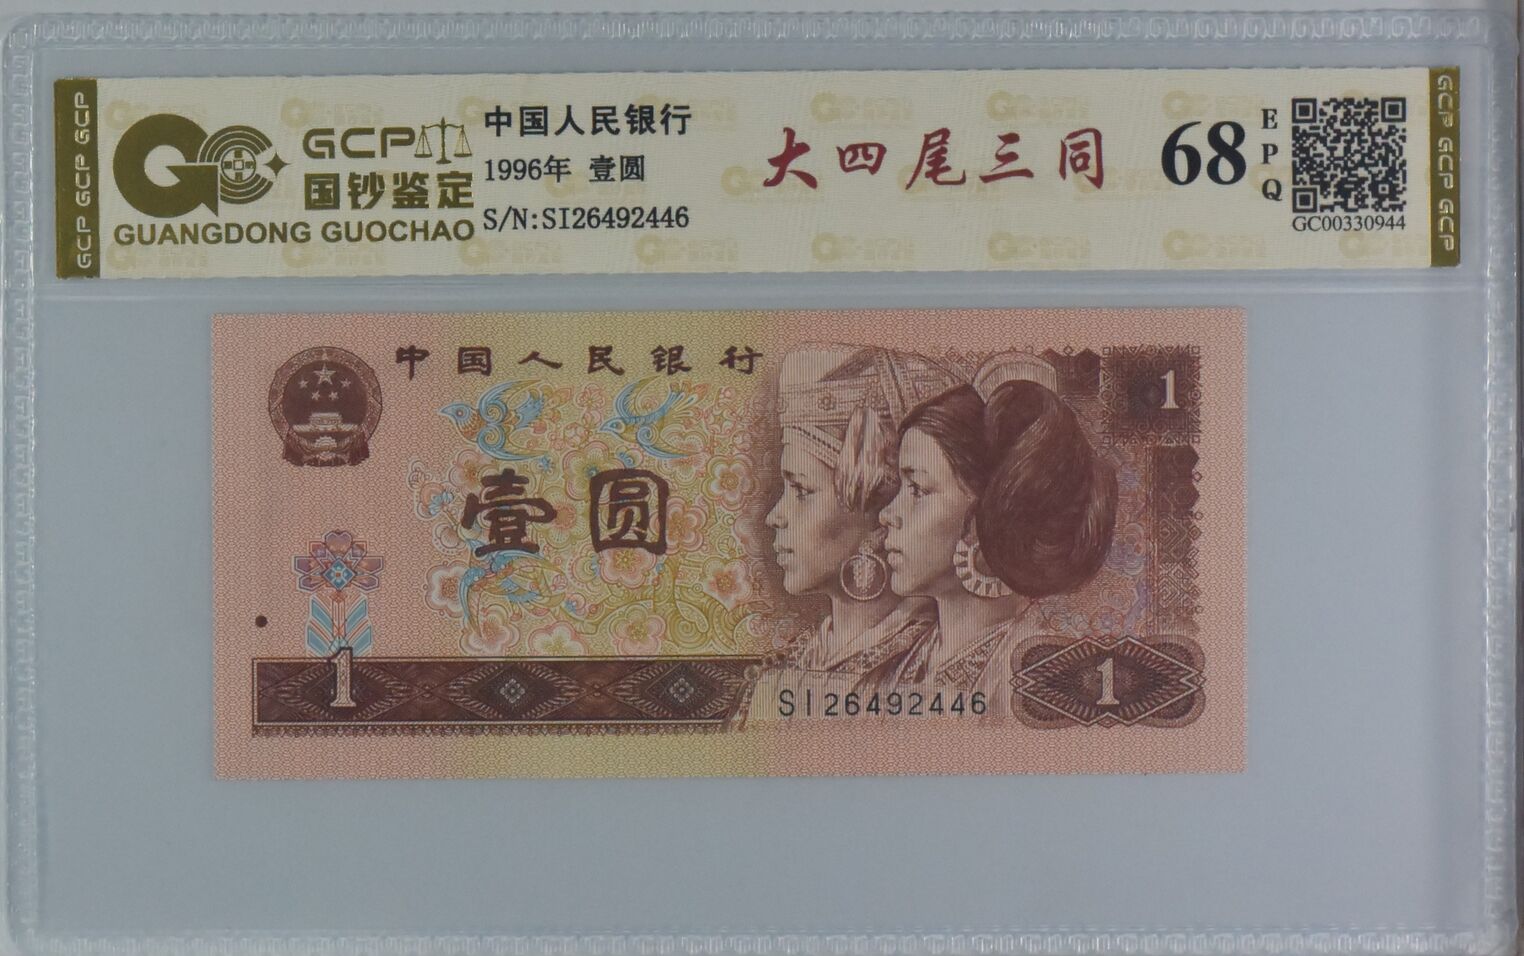 GCP GCP GCP
GCP
国钞鉴定
GUANGDONG GUOCHAO
中国人民银行
1996年 壹圆
S/N:SI26492446
大四尾三同
68
EPQ
GC00330944
GCP GCP GCP
中国人民银行
1
壹圆
1
SI26492446
1